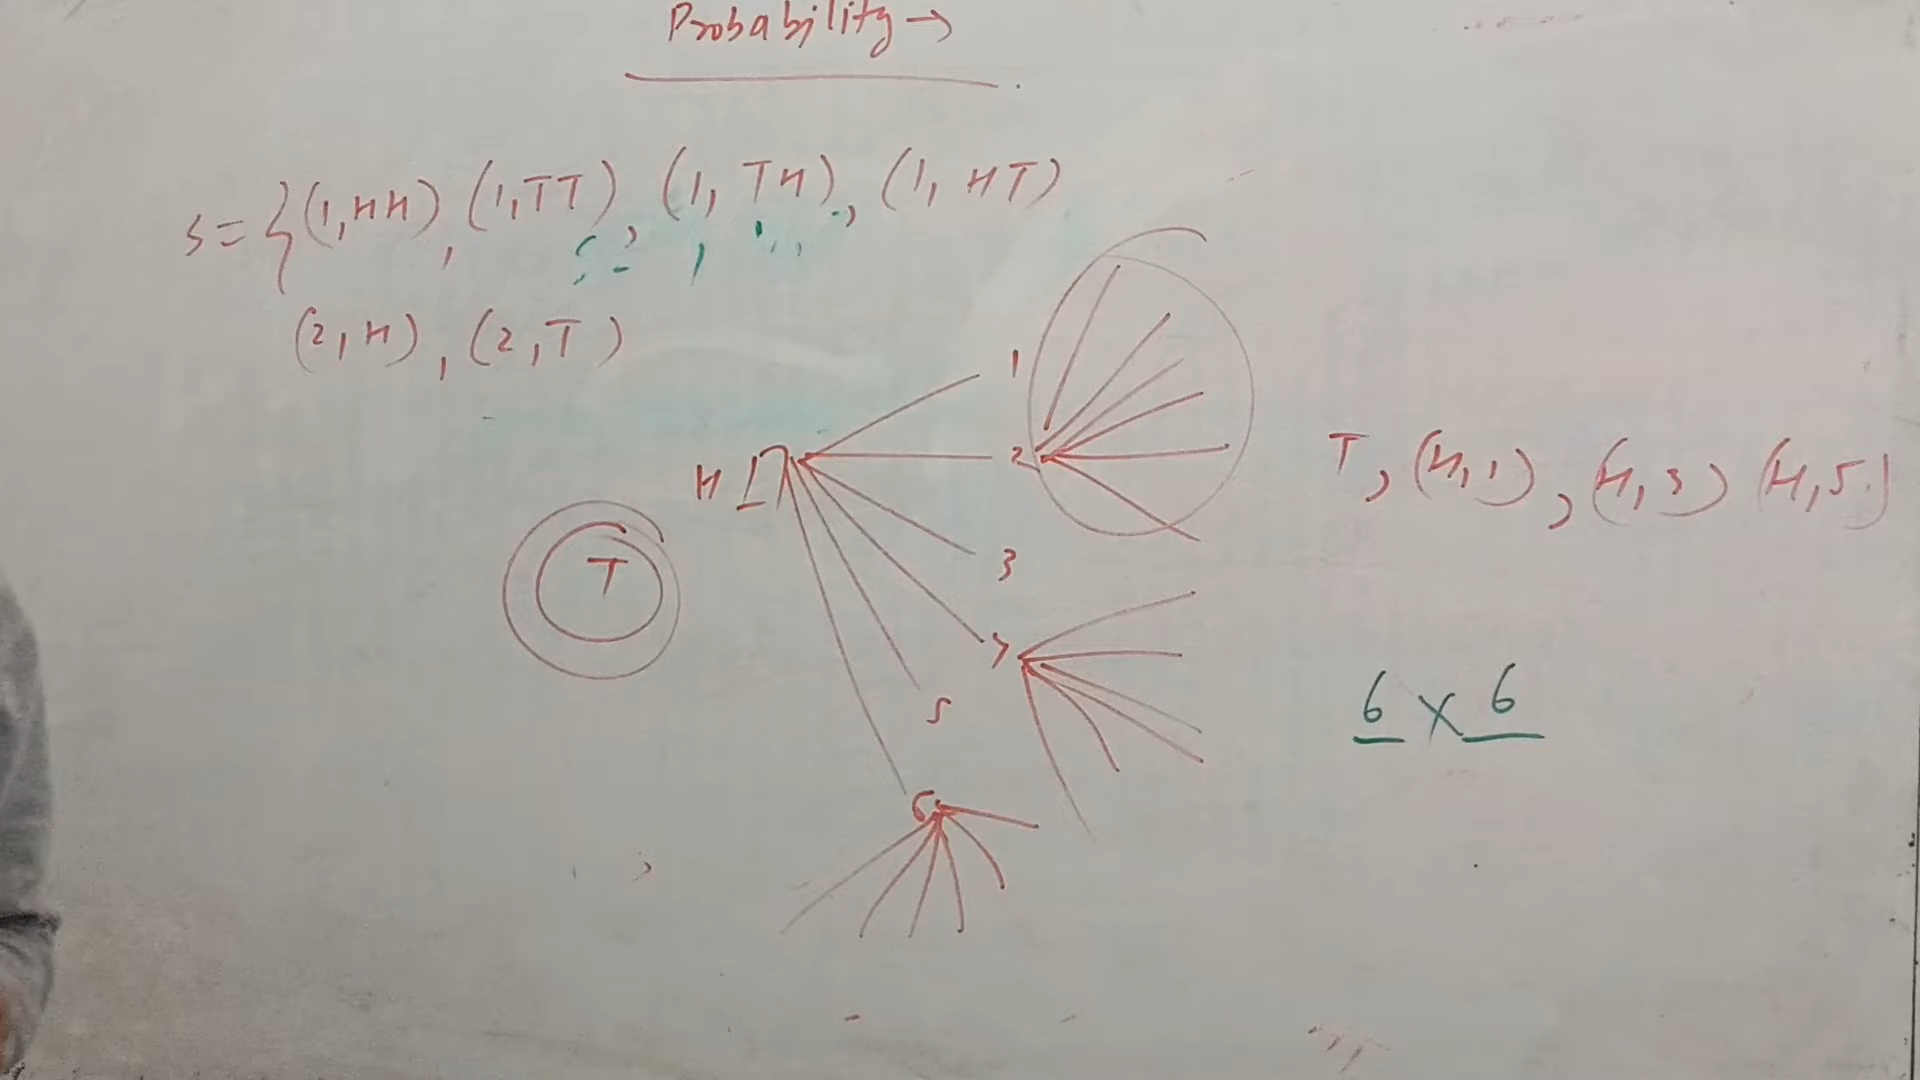 Probability →
S = { (1,HH), (1,TT), (1, TH), (1, HT)
(2,H), (2,T)
1
2
H
T, (H,1), (H,3) (H,5)
T
3
5
6 × 6
6